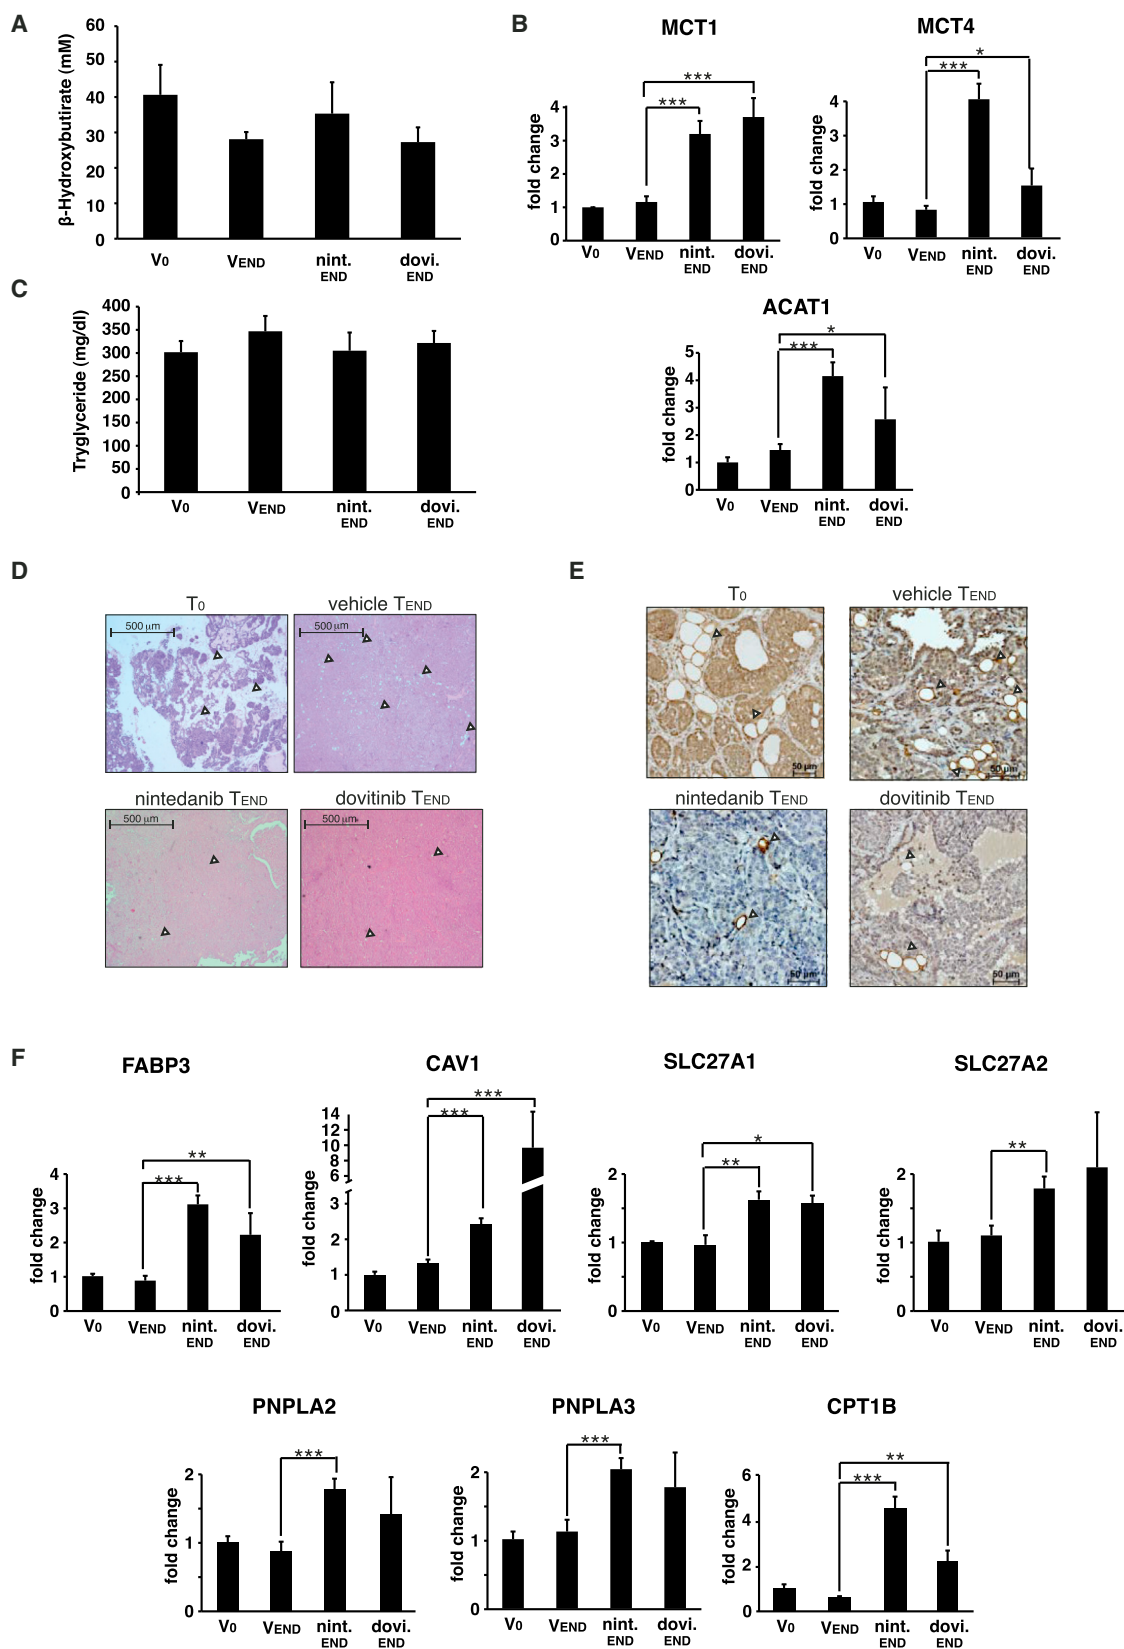 A
β-Hydroxybutirate (mM)
60
50
40
30
20
10
0
V0
VEND
nint. END
dovi. END
B
MCT1
fold change
4
3
2
1
0
***
***
V0
VEND
nint. END
dovi. END
MCT4
fold change
4
3
2
1
0
*
***
V0
VEND
nint. END
dovi. END
ACAT1
fold change
5
4
3
2
1
0
*
***
V0
VEND
nint. END
dovi. END
C
Tryglyceride (mg/dl)
400
350
300
250
200
150
100
50
0
V0
VEND
nint. END
dovi. END
D
T0
500 µm
vehicle TEND
500 µm
nintedanib TEND
500 µm
dovitinib TEND
500 µm
E
T0
50 µm
vehicle TEND
50 µm
nintedanib TEND
50 µm
dovitinib TEND
50 µm
F
FABP3
fold change
4
3
2
1
0
**
***
V0
VEND
nint. END
dovi. END
CAV1
fold change
14
12
10
8
6
3
2
1
0
***
***
V0
VEND
nint. END
dovi. END
SLC27A1
fold change
2
1
0
*
**
V0
VEND
nint. END
dovi. END
SLC27A2
fold change
2
1
0
**
V0
VEND
nint. END
dovi. END
PNPLA2
fold change
2
1
0
***
V0
VEND
nint. END
dovi. END
PNPLA3
fold change
2
1
0
***
V0
VEND
nint. END
dovi. END
CPT1B
fold change
6
4
2
0
**
***
V0
VEND
nint. END
dovi. END